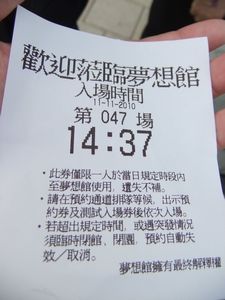 歡迎蒞臨夢想館
入場時間
11-11-2010
第 047 場
14:37
・此券僅限一人於當日規定時段內
至夢想館使用，遺失不補。
・請在預約通道排隊等候，出示預
約券及測試入場券後依次入場。
・若超出規定時間，或遇突發情況
須臨時閉館、閉園，預約自動失
效／取消。
夢想館擁有最終解釋權